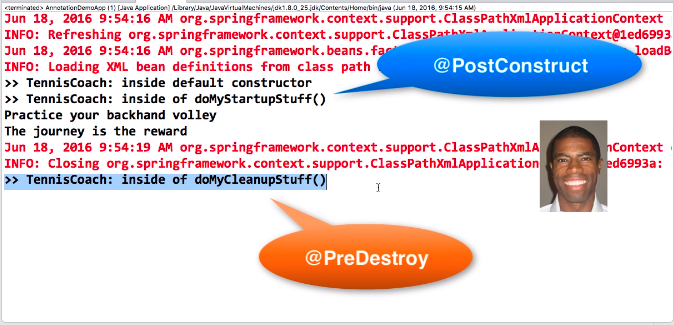 <terminated> AnnotationDemoApp (1) [Java Application] /Library/Java/JavaVirtualMachines/jdk1.8.0_25.jdk/Contents/Home/bin/java (Jun 18, 2016, 9:54:15 AM)
Jun 18, 2016 9:54:16 AM org.springframework.context.support.ClassPathXmlApplicationContext
INFO: Refreshing org.springframework.context.support.ClassPathXmlApplicationContext@1ed6993
Jun 18, 2016 9:54:16 AM org.springframework.beans.fac loadB
INFO: Loading XML bean definitions from class path
@PostConstruct
>> TennisCoach: inside default constructor
>> TennisCoach: inside of doMyStartupStuff()
Practice your backhand volley
The journey is the reward
Jun 18, 2016 9:54:19 AM org.springframework.context.support.ClassPathXmlApplicationContext
INFO: Closing org.springframework.context.support.ClassPathXmlApplication ed6993a:
>> TennisCoach: inside of doMyCleanupStuff()
@PreDestroy